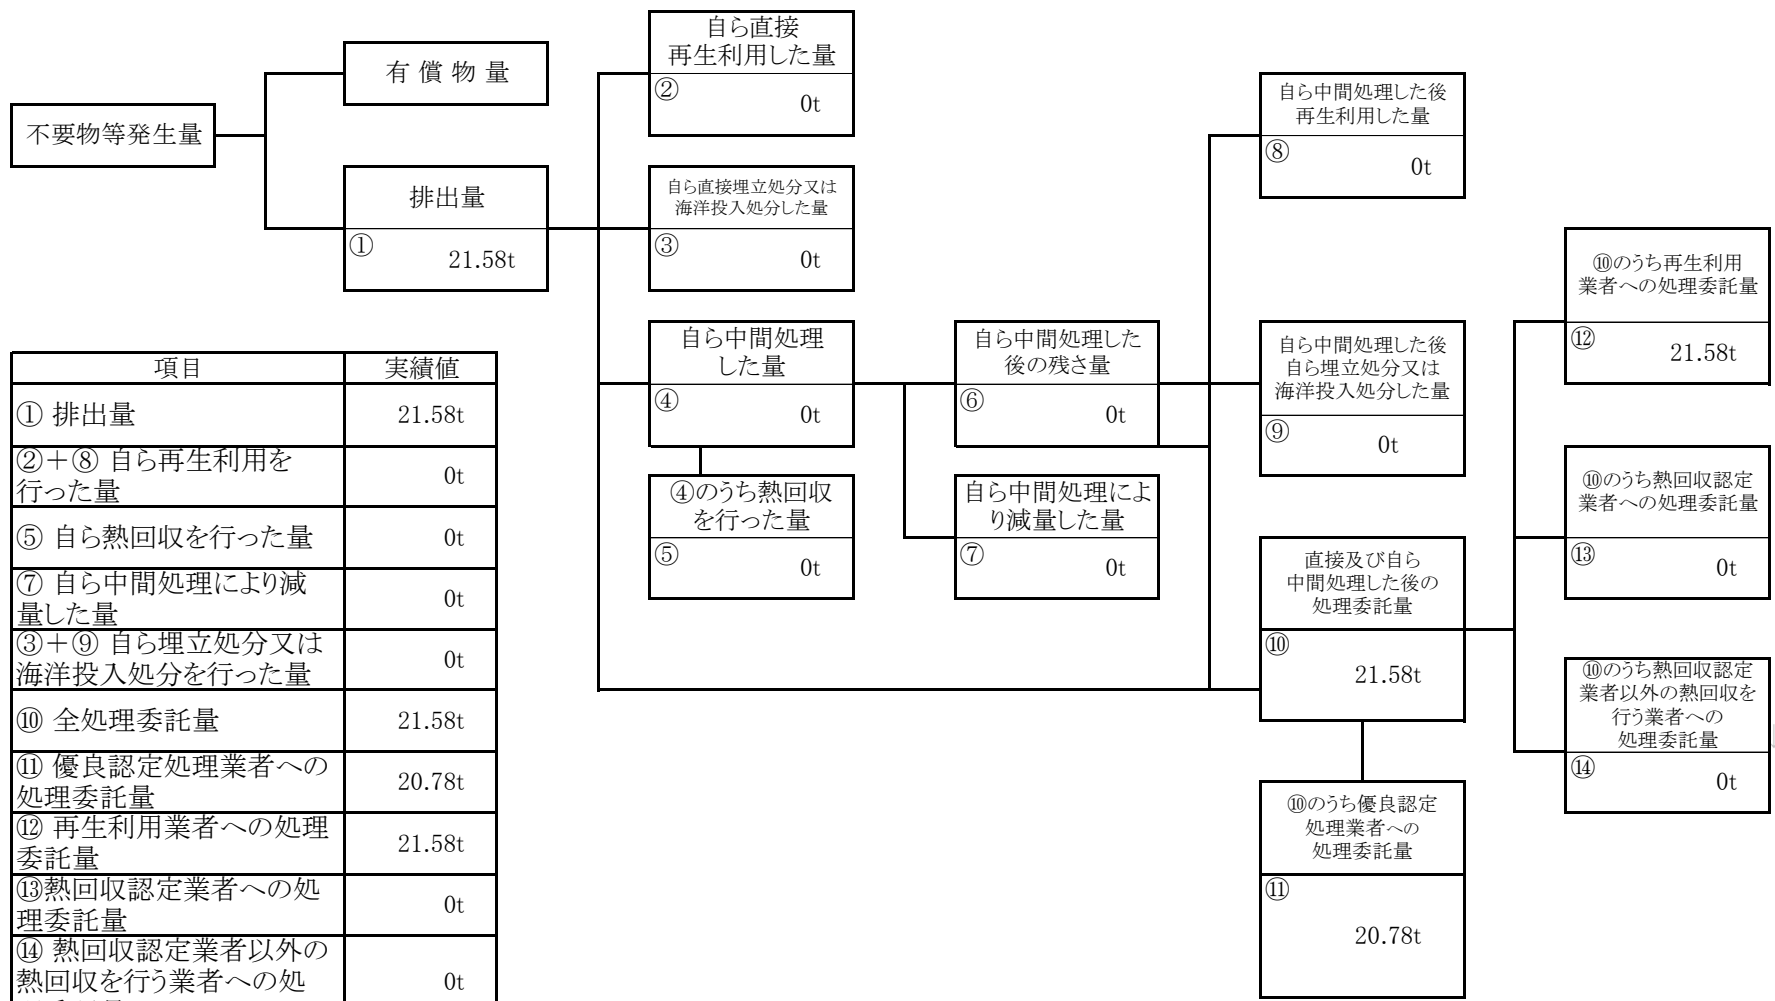 不要物等発生量
有 償 物 量
排出量
①
21.58t
自ら直接
再生利用した量
②
0t
自ら直接埋立処分又は
海洋投入処分した量
③
0t
自ら中間処理
した量
④
0t
④のうち熱回収
を行った量
⑤
0t
自ら中間処理した
後の残さ量
⑥
0t
自ら中間処理によ
り減量した量
⑦
0t
自ら中間処理した後
再生利用した量
⑧
0t
自ら中間処理した後
自ら埋立処分又は
海洋投入処分した量
⑨
0t
直接及び自ら
中間処理した後の
処理委託量
⑩
21.58t
⑩のうち優良認定
処理業者への
処理委託量
⑪
20.78t
⑩のうち再生利用
業者への処理委託量
⑫
21.58t
⑩のうち熱回収認定
業者への処理委託量
⑬
0t
⑩のうち熱回収認定
業者以外の熱回収を
行う業者への
処理委託量
⑭
0t
項目 実績値
① 排出量 21.58t
②＋⑧ 自ら再生利用を
行った量 0t
⑤ 自ら熱回収を行った量 0t
⑦ 自ら中間処理により減
量した量 0t
③＋⑨ 自ら埋立処分又は
海洋投入処分を行った量 0t
⑩ 全処理委託量 21.58t
⑪ 優良認定処理業者への
処理委託量 20.78t
⑫ 再生利用業者への処理
委託量 21.58t
⑬熱回収認定業者への処
理委託量 0t
⑭ 熱回収認定業者以外の
熱回収を行う業者への処 0t